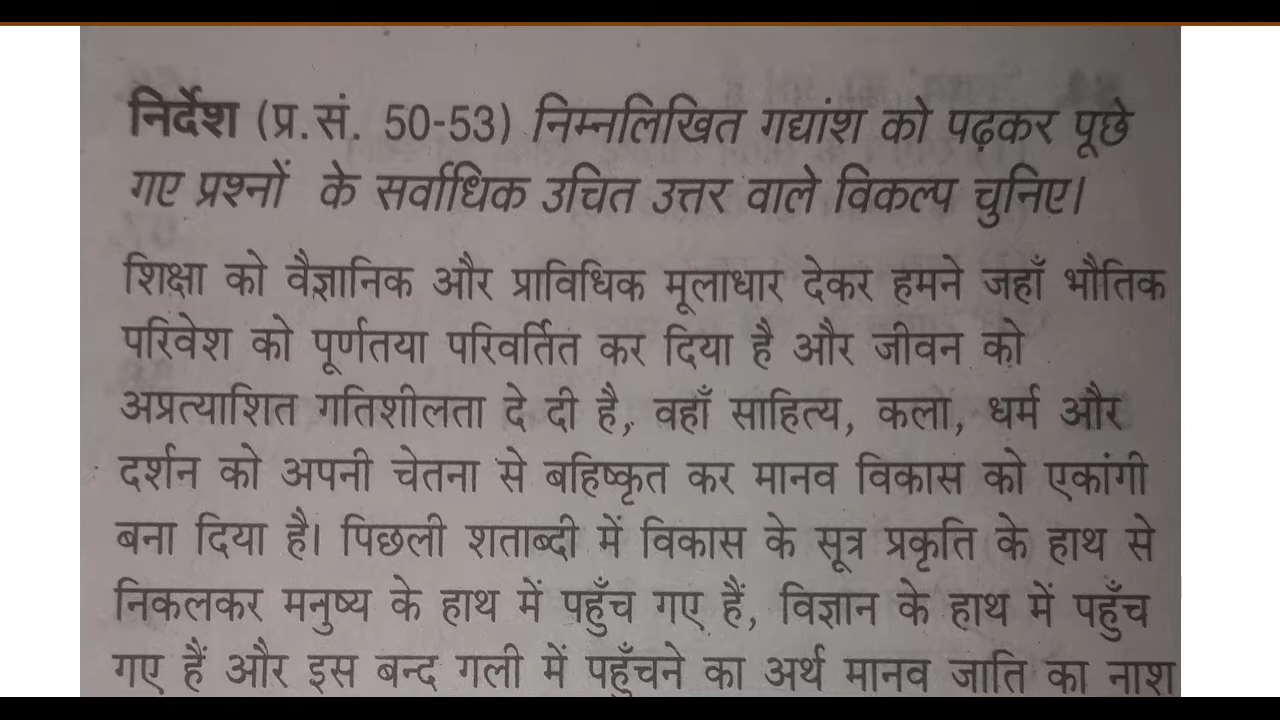 निर्देश (प्र.सं. 50-53) निम्नलिखित गद्यांश को पढ़कर पूछे
गए प्रश्नों के सर्वाधिक उचित उत्तर वाले विकल्प चुनिए।
शिक्षा को वैज्ञानिक और प्राविधिक मूलाधार देकर हमने जहाँ भौतिक
परिवेश को पूर्णतया परिवर्तित कर दिया है और जीवन को
अप्रत्याशित गतिशीलता दे दी है, वहाँ साहित्य, कला, धर्म और
दर्शन को अपनी चेतना से बहिष्कृत कर मानव विकास को एकांगी
बना दिया है। पिछली शताब्दी में विकास के सूत्र प्रकृति के हाथ से
निकलकर मनुष्य के हाथ में पहुँच गए हैं, विज्ञान के हाथ में पहुँच
गए हैं और इस बन्द गली में पहुँचने का अर्थ मानव जाति का नाश